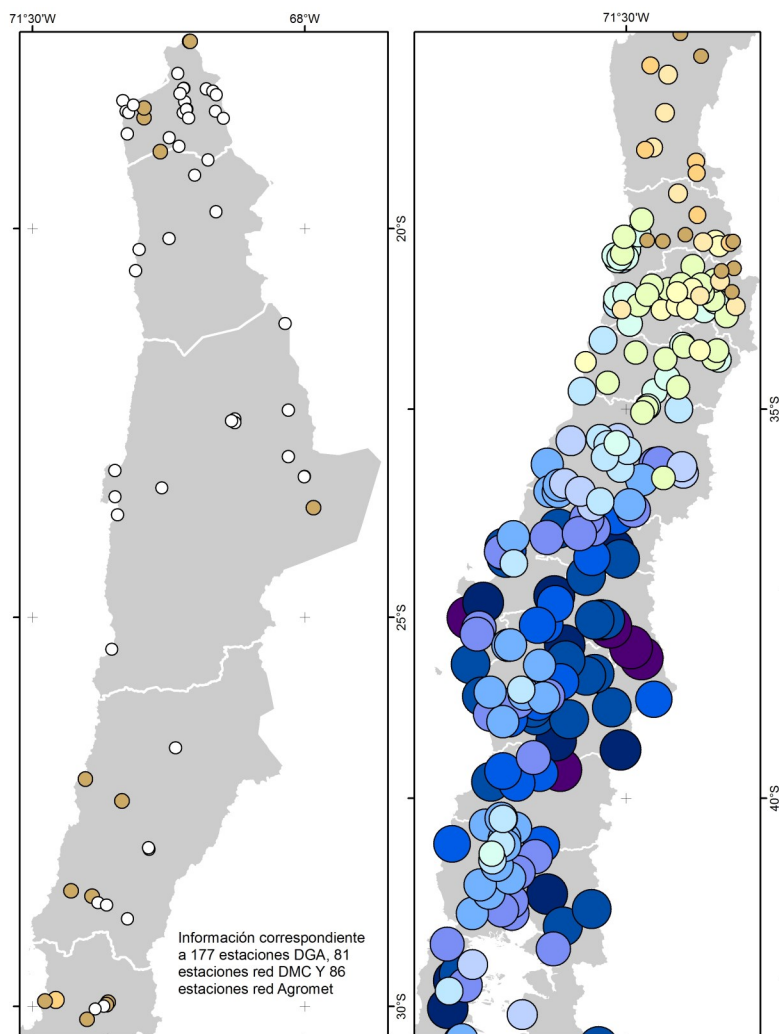 71°30'W
68°W
71°30'W
20°S
35°S
25°S
40°S
Información correspondiente
a 177 estaciones DGA, 81
estaciones red DMC Y 86
estaciones red Agromet
30°S